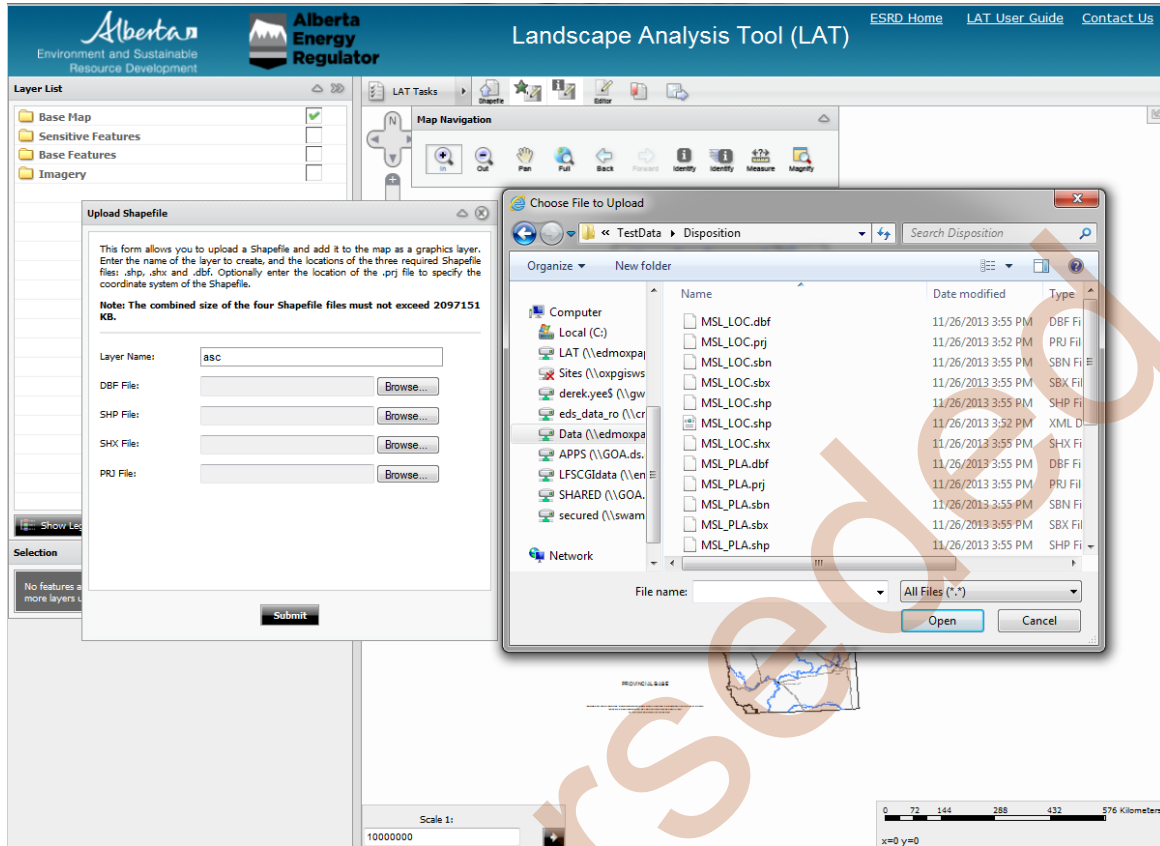 Alberta
Environment and Sustainable
Resource Development
Alberta
Energy
Regulator
Landscape Analysis Tool (LAT)
ESRD Home LAT User Guide Contact Us
Layer List
Base Map
Sensitive Features
Base Features
Imagery
LAT Tasks
Shapefile
Editor
N
Map Navigation
In Out Pan Full Back Forward Identify Identify Measure Magnify
Upload Shapefile
This form allows you to upload a Shapefile and add it to the map as a graphics layer.
Enter the name of the layer to create, and the locations of the three required Shapefile
files: .shp, .shx and .dbf. Optionally enter the location of the .prj file to specify the
coordinate system of the Shapefile.
Note: The combined size of the four Shapefile files must not exceed 2097151
KB.
Layer Name: asc
DBF File: Browse...
SHP File: Browse...
SHX File: Browse...
PRJ File: Browse...
Submit
Show Leg
Selection
No features a
more layers u
Choose File to Upload
« TestData Disposition
Search Disposition
Organize New folder
Computer
Local (C:)
LAT (\\edmoxpa
Sites (\\oxpgisws
derek.yee$ (\\gw
eds_data_ro (\\cr
Data (\\edmoxpa
APPS (\\GOA.ds.
LFSCGIdata (\\en
SHARED (\\GOA.
secured (\\swam
Network
Name Date modified Type
MSL_LOC.dbf 11/26/2013 3:55 PM DBF Fi
MSL_LOC.prj 11/26/2013 3:52 PM PRJ Fil
MSL_LOC.sbn 11/26/2013 3:55 PM SBN Fi
MSL_LOC.sbx 11/26/2013 3:55 PM SBX Fil
MSL_LOC.shp 11/26/2013 3:55 PM SHP Fi
MSL_LOC.shp 11/26/2013 3:52 PM XML D
MSL_LOC.shx 11/26/2013 3:55 PM SHX Fi
MSL_PLA.dbf 11/26/2013 3:55 PM DBF Fi
MSL_PLA.prj 11/26/2013 3:55 PM PRJ Fil
MSL_PLA.sbn 11/26/2013 3:55 PM SBN Fi
MSL_PLA.sbx 11/26/2013 3:55 PM SBX Fil
MSL_PLA.shp 11/26/2013 3:55 PM SHP Fi
File name:
All Files (*.*)
Open Cancel
PROVINCIAL BASE
Scale 1:
10000000
0 72 144 288 432 576 Kilometers
x=0 y=0
rseded